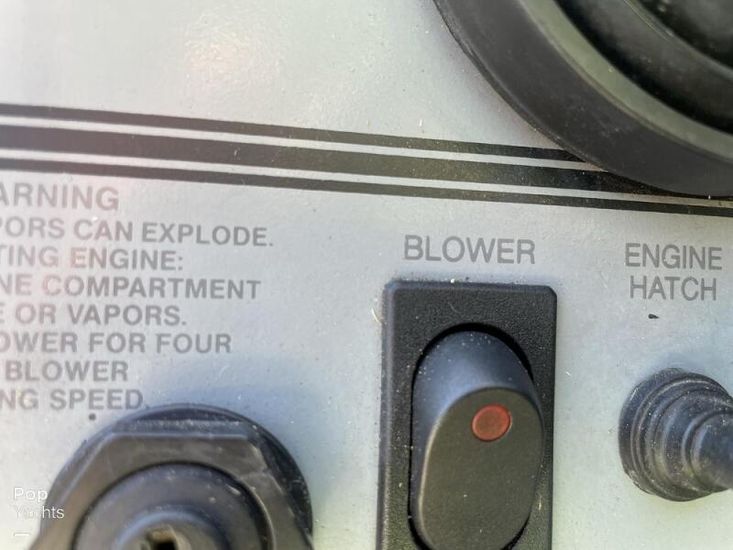 ARNING
PORS CAN EXPLODE.
TING ENGINE:
NE COMPARTMENT
E OR VAPORS.
OWER FOR FOUR
BLOWER
NG SPEED.
BLOWER
ENGINE
HATCH
Pop
Yachts